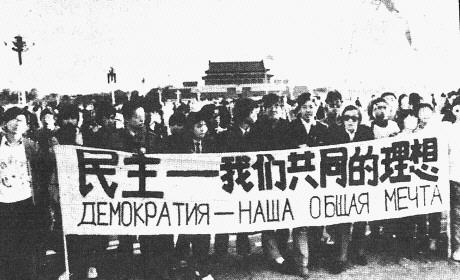 民主—我们共同的理想
ДЕМОКРАТИЯ—НАША ОБЩАЯ МЕЧТА